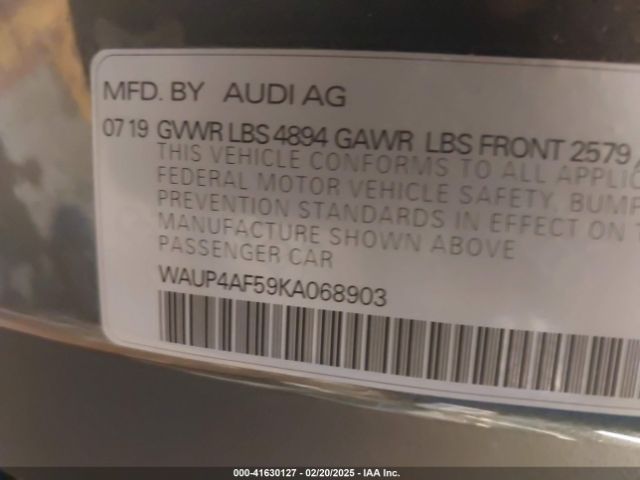 MFD. BY AUDI AG
07 19 GVWR LBS 4894 GAWR LBS FRONT 2579
THIS VEHICLE CONFORMS TO ALL
FEDERAL MOTOR VEHICLE SAFETY,
PREVENTION STANDARDS IN EFFECT ON
MANUFACTURE SHOWN ABOVE
PASSENGER CAR
WAUP4AF59KA068903
000-41630127 - 02/20/2025 - IAA Inc.